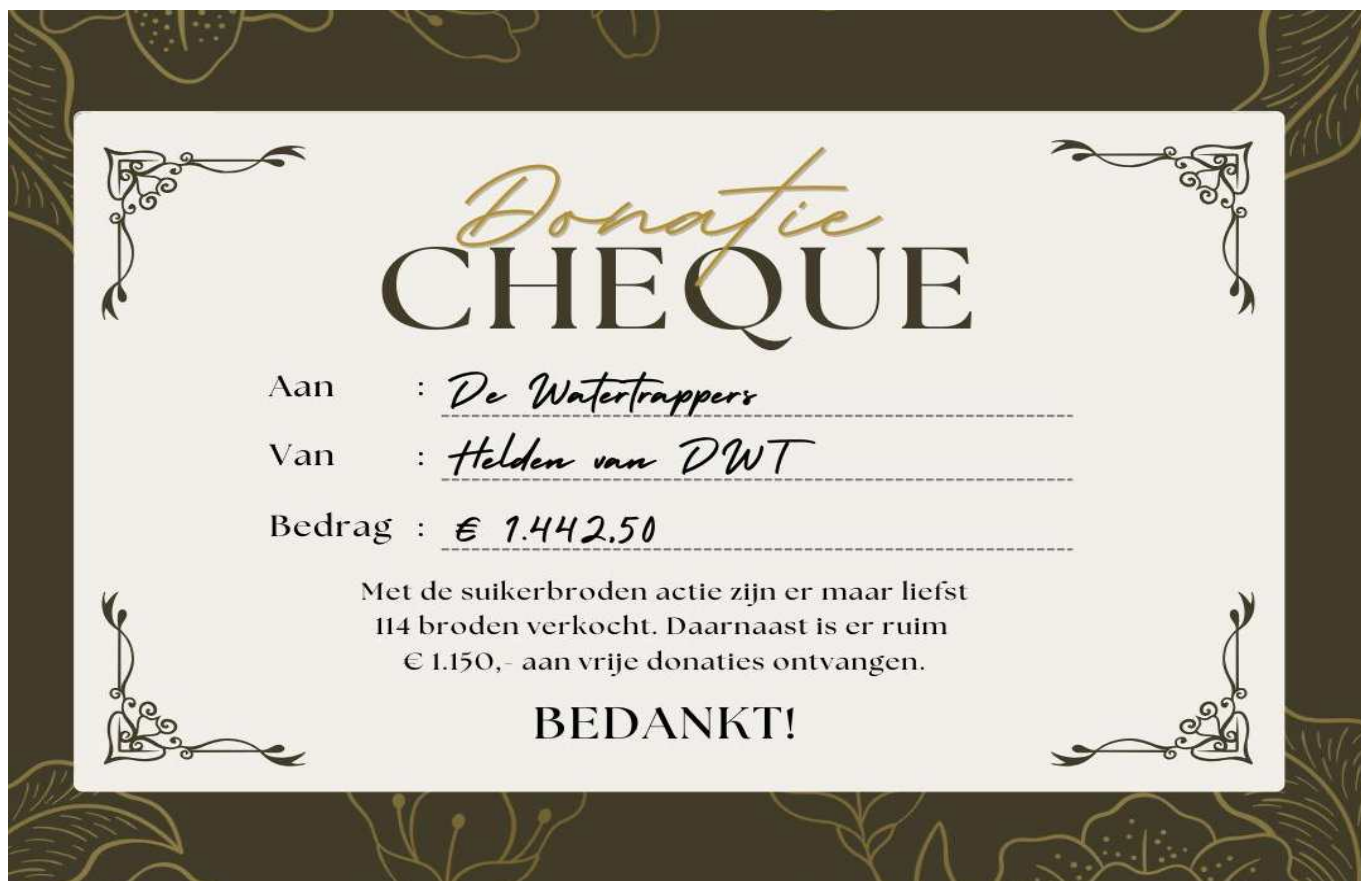 Donatie
CHEQUE
Aan : De Watertrappers
Van : Helden van DWT
Bedrag : € 1.442,50
Met de suikerbroden actie zijn er maar liefst
114 broden verkocht. Daarnaast is er ruim
€ 1.150,- aan vrije donaties ontvangen.
BEDANKT!